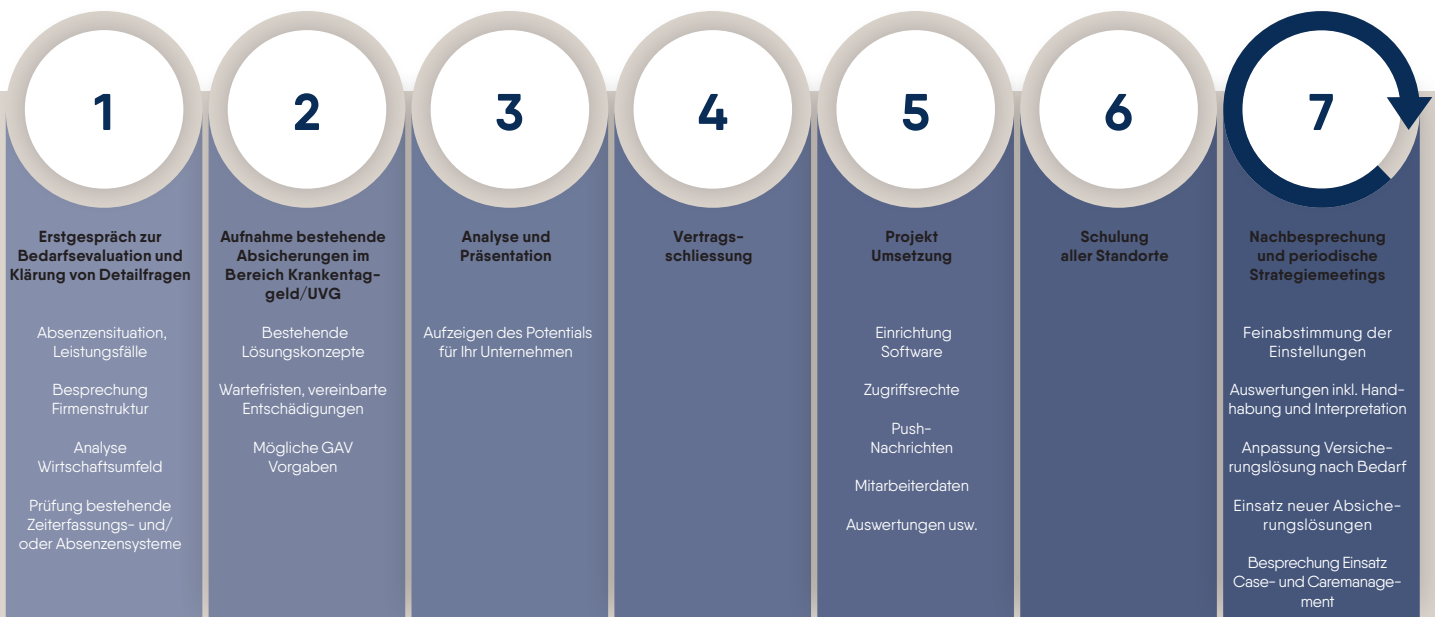 1
Erstgespräch zur
Bedarfsevaluation und
Klärung von Detailfragen
Absenzensituation,
Leistungsfälle
Besprechung
Firmenstruktur
Analyse
Wirtschaftsumfeld
Prüfung bestehende
Zeiterfassungs- und/
oder Absenzensysteme
2
Aufnahme bestehende
Absicherungen im
Bereich Krankentag-
geld/UVG
Bestehende
Lösungskonzepte
Wartefristen, vereinbarte
Entschädigungen
Mögliche GAV
Vorgaben
3
Analyse und
Präsentation
Aufzeigen des Potentials
für Ihr Unternehmen
4
Vertrags-
schliessung
5
Projekt
Umsetzung
Einrichtung
Software
Zugriffsrechte
Push-
Nachrichten
Mitarbeiterdaten
Auswertungen usw.
6
Schulung
aller Standorte
7
Nachbesprechung
und periodische
Strategiemeetings
Feinabstimmung der
Einstellungen
Auswertungen inkl. Hand-
habung und Interpretation
Anpassung Versiche-
rungslösung nach Bedarf
Einsatz neuer Absiche-
rungslösungen
Besprechung Einsatz
Case- und Caremanage-
ment